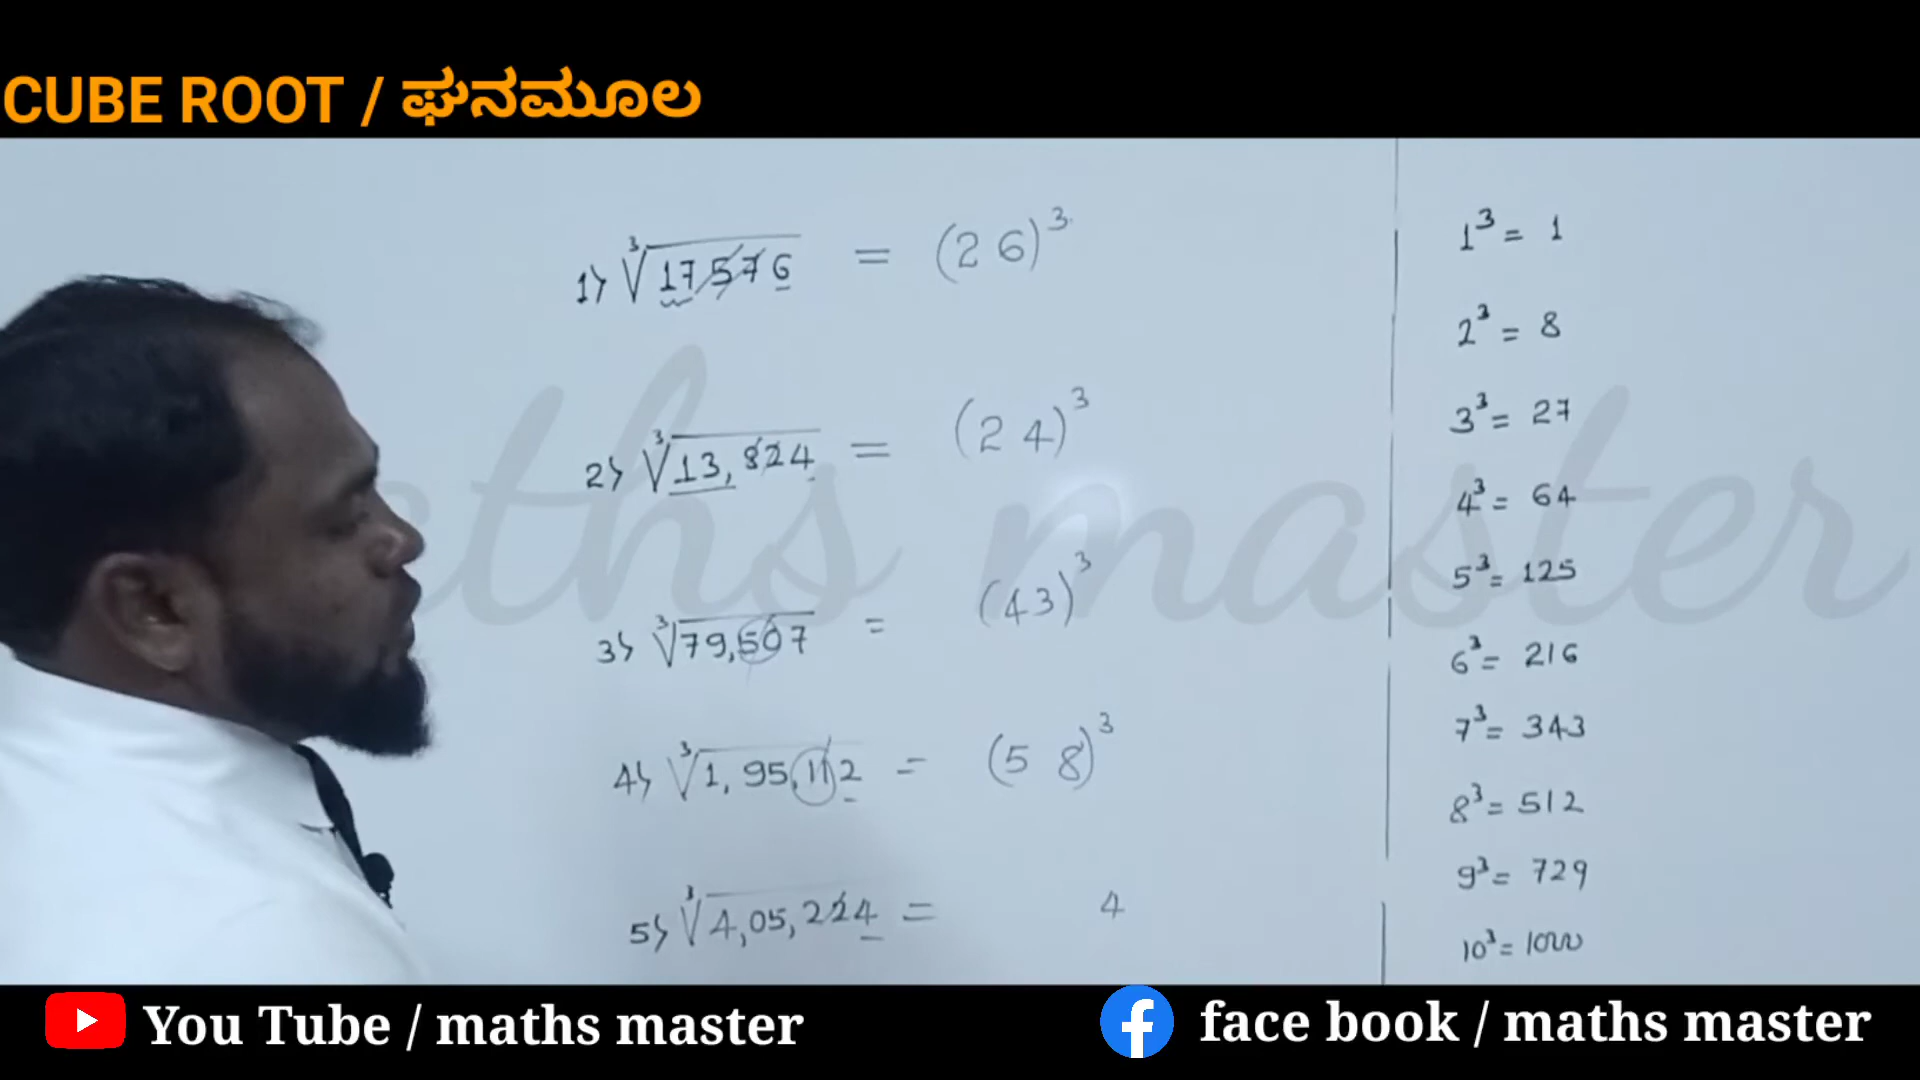 CUBE ROOT / ಘನಮೂಲ
1) ∛17576 = (26)³
2) ∛13,824 = (24)³
3) ∛79,507 = (43)³
4) ∛1,95,112 = (58)³
5) ∛4,05,224 = 4
1³ = 1
2³ = 8
3³ = 27
4³ = 64
5³ = 125
6³ = 216
7³ = 343
8³ = 512
9³ = 729
10³ = 1000
maths master
You Tube / maths master
face book / maths master